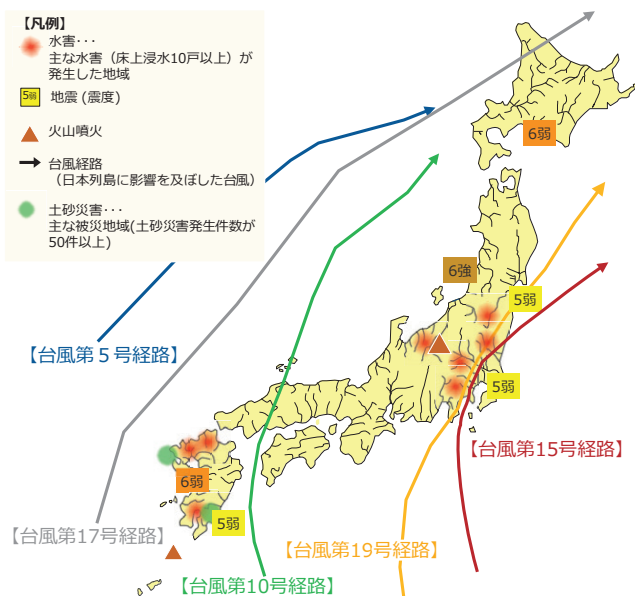 【凡例】
水害・・・
主な水害（床上浸水10戸以上）が
発生した地域
5弱 地震 (震度)
火山噴火
台風経路
（日本列島に影響を及ぼした台風）
土砂災害・・・
主な被災地域(土砂災害発生件数が
50件以上)
6弱
6強
5弱
【台風第５号経路】
5弱
【台風第15号経路】
6弱
5弱
【台風第17号経路】
【台風第19号経路】
【台風第10号経路】